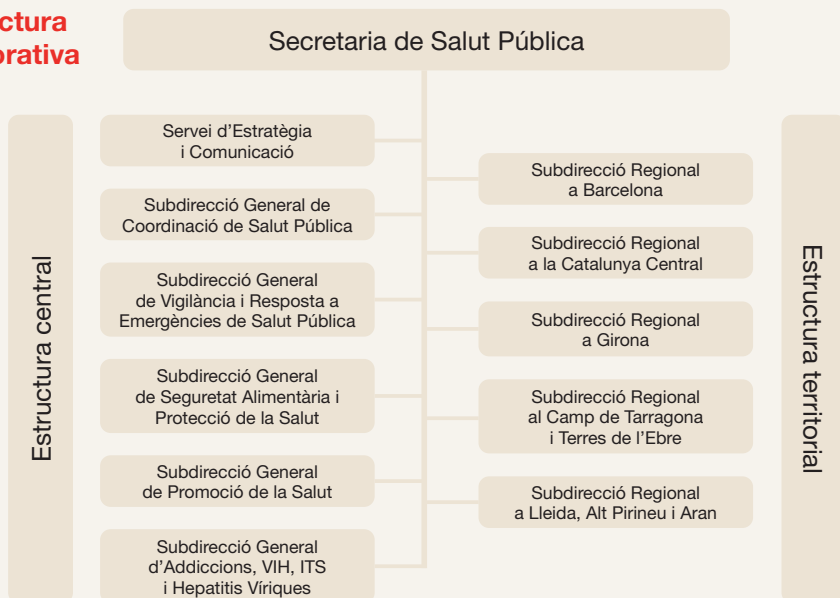 ctura
orativa
Secretaria de Salut Pública
Estructura central
Servei d’Estratègia
i Comunicació
Subdirecció General de
Coordinació de Salut Pública
Subdirecció General
de Vigilància i Resposta a
Emergències de Salut Pública
Subdirecció General
de Seguretat Alimentària i
Protecció de la Salut
Subdirecció General
de Promoció de la Salut
Subdirecció General
d’Addiccions, VIH, ITS
i Hepatitis Víriques
Subdirecció Regional
a Barcelona
Subdirecció Regional
a la Catalunya Central
Subdirecció Regional
a Girona
Subdirecció Regional
al Camp de Tarragona
i Terres de l’Ebre
Subdirecció Regional
a Lleida, Alt Pirineu i Aran
Estructura territorial